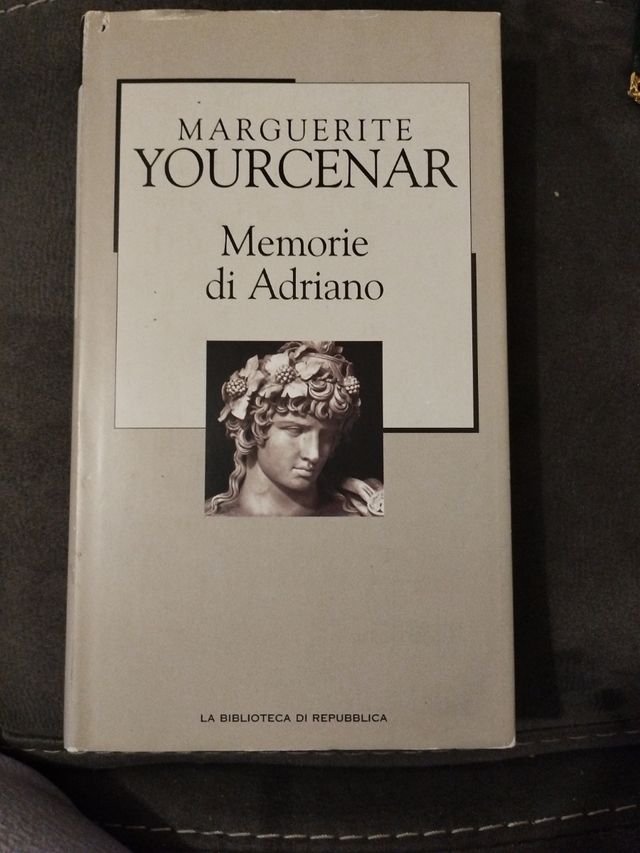 MARGUERITE
YOURCENAR
Memorie
di Adriano
LA BIBLIOTECA DI REPUBBLICA